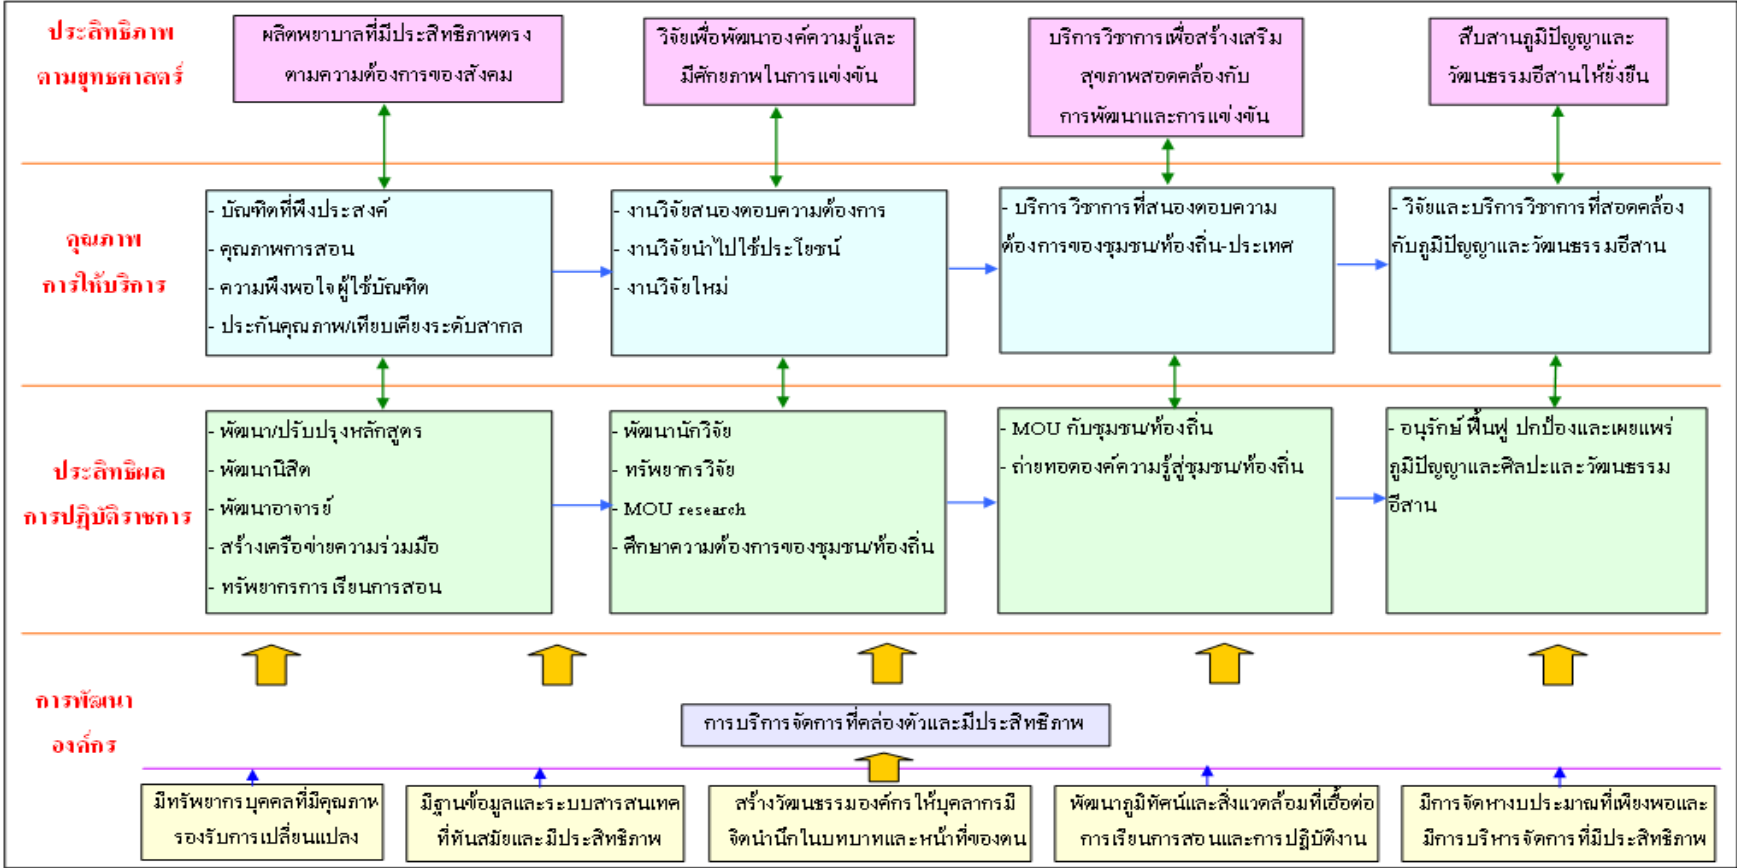 ประสิทธิภาพ
ตามยุทธศาสตร์
ผลิตพยาบาลที่มีประสิทธิภาพตรง
ตามความต้องการของสังคม
วิจัยเพื่อพัฒนาองค์ความรู้และ
มีศักยภาพในการแข่งขัน
บริการวิชาการเพื่อสร้างเสริม
สุขภาพสอดคล้องกับ
การพัฒนาและการแข่งขัน
สืบสานภูมิปัญญาและ
วัฒนธรรมอีสานให้ยั่งยืน
คุณภาพ
การให้บริการ
- บัณฑิตที่พึงประสงค์
- คุณภาพการสอน
- ความพึงพอใจผู้ใช้บัณฑิต
- ประกันคุณภาพ/เทียบเคียงระดับสากล
- งานวิจัยสนองตอบความต้องการ
- งานวิจัยนำไปใช้ประโยชน์
- งานวิจัยใหม่
- บริการวิชาการที่สนองตอบความ
ต้องการของชุมชน/ท้องถิ่น-ประเทศ
- วิจัยและบริการวิชาการที่สอดคล้อง
กับภูมิปัญญาและวัฒนธรรมอีสาน
ประสิทธิผล
การปฏิบัติราชการ
- พัฒนา/ปรับปรุงหลักสูตร
- พัฒนานิสิต
- พัฒนาอาจารย์
- สร้างเครือข่ายความร่วมมือ
- ทรัพยากรการเรียนการสอน
- พัฒนานักวิจัย
- ทรัพยากรวิจัย
- MOU research
- ศึกษาความต้องการของชุมชน/ท้องถิ่น
- MOU กับชุมชน/ท้องถิ่น
- ถ่ายทอดองค์ความรู้สู่ชุมชน/ท้องถิ่น
- อนุรักษ์ ฟื้นฟู ปกป้องและเผยแพร่
ภูมิปัญญาและศิลปะและวัฒนธรรม
อีสาน
การพัฒนา
องค์กร
การบริการจัดการที่คล่องตัวและมีประสิทธิภาพ
มีทรัพยากรบุคคลที่มีคุณภาพ
รองรับการเปลี่ยนแปลง
มีฐานข้อมูลและระบบสารสนเทศ
ที่ทันสมัยและมีประสิทธิภาพ
สร้างวัฒนธรรมองค์กรให้บุคลากรมี
จิตนำนึกในบทบาทและหน้าที่ของตน
พัฒนาภูมิทัศน์และสิ่งแวดล้อมที่เอื้อต่อ
การเรียนการสอนและการปฏิบัติงาน
มีการจัดหางบประมาณที่เพียงพอและ
มีการบริหารจัดการที่มีประสิทธิภาพ